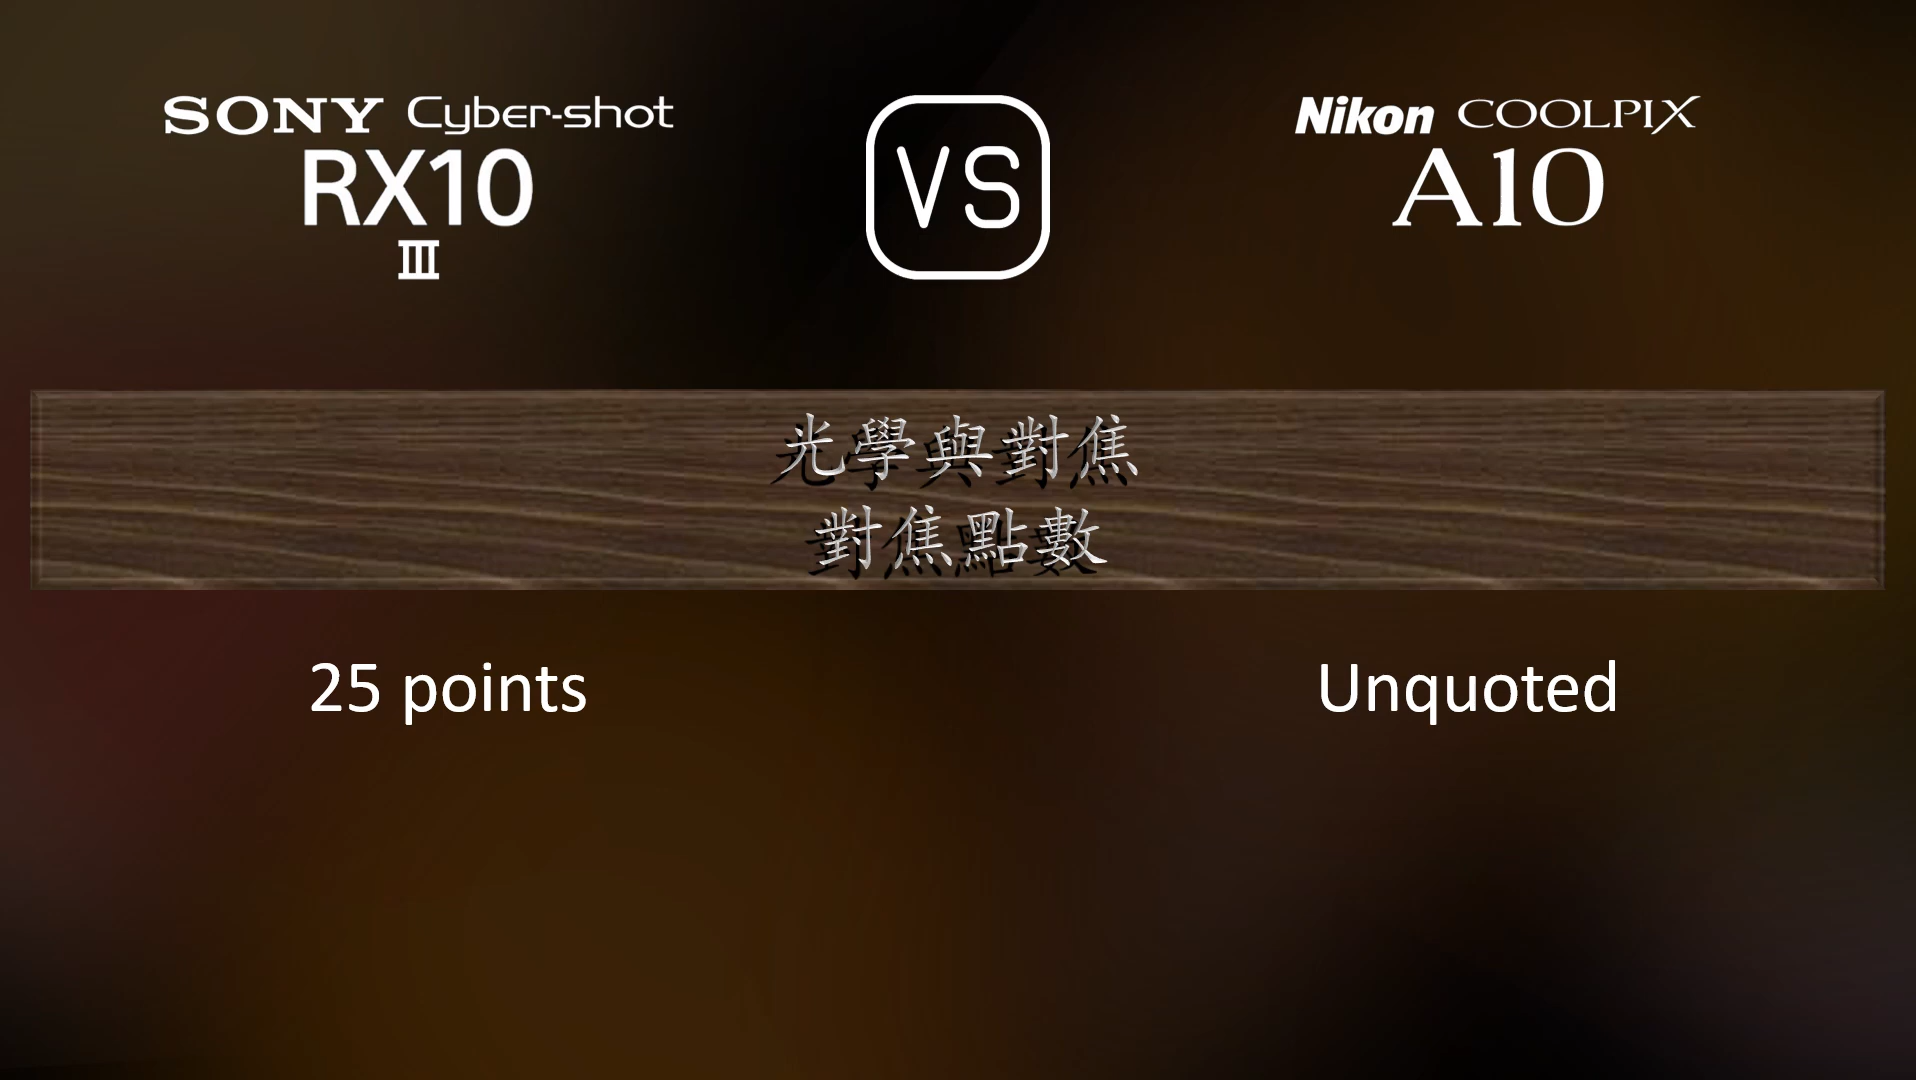 SONY Cyber-shot
RX10
III
VS
Nikon COOLPIX
A10
光學與對焦
對焦點數
25 points
Unquoted